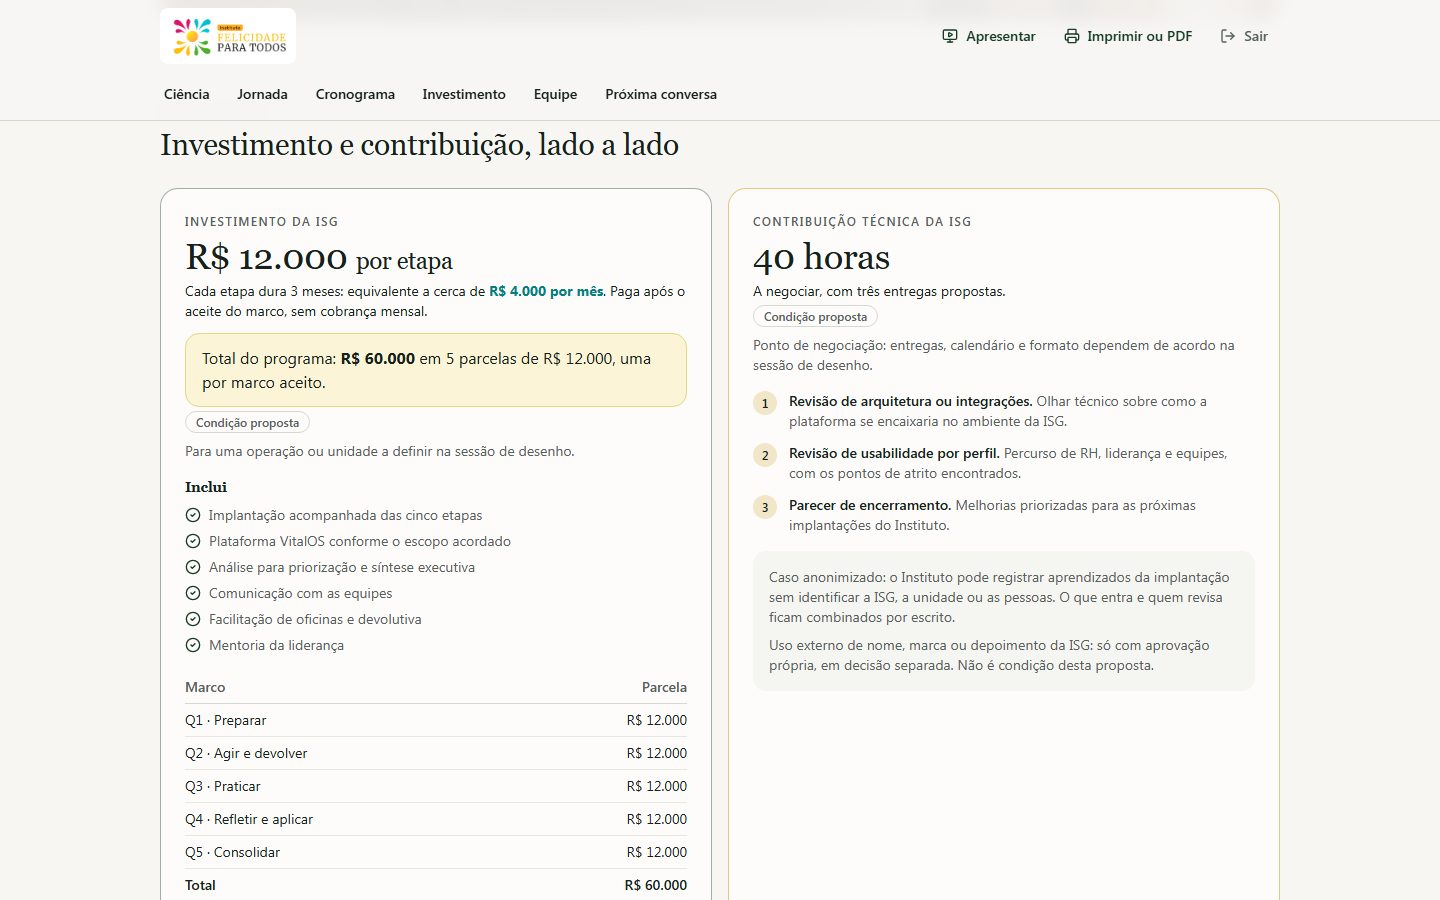 Instituto
FELICIDADE
PARA TODOS
Apresentar
Imprimir ou PDF
Sair
Ciência
Jornada
Cronograma
Investimento
Equipe
Próxima conversa
Investimento e contribuição, lado a lado
INVESTIMENTO DA ISG
R$ 12.000 por etapa
Cada etapa dura 3 meses: equivalente a cerca de R$ 4.000 por mês. Paga após o
aceite do marco, sem cobrança mensal.
Total do programa: R$ 60.000 em 5 parcelas de R$ 12.000, uma
por marco aceito.
Condição proposta
Para uma operação ou unidade a definir na sessão de desenho.
Inclui
Implantação acompanhada das cinco etapas
Plataforma VitalOS conforme o escopo acordado
Análise para priorização e síntese executiva
Comunicação com as equipes
Facilitação de oficinas e devolutiva
Mentoria da liderança
Marco Parcela
Q1 · Preparar R$ 12.000
Q2 · Agir e devolver R$ 12.000
Q3 · Praticar R$ 12.000
Q4 · Refletir e aplicar R$ 12.000
Q5 · Consolidar R$ 12.000
Total R$ 60.000
CONTRIBUIÇÃO TÉCNICA DA ISG
40 horas
A negociar, com três entregas propostas.
Condição proposta
Ponto de negociação: entregas, calendário e formato dependem de acordo na
sessão de desenho.
1 Revisão de arquitetura ou integrações. Olhar técnico sobre como a
plataforma se encaixaria no ambiente da ISG.
2 Revisão de usabilidade por perfil. Percurso de RH, liderança e equipes,
com os pontos de atrito encontrados.
3 Parecer de encerramento. Melhorias priorizadas para as próximas
implantações do Instituto.
Caso anonimizado: o Instituto pode registrar aprendizados da implantação
sem identificar a ISG, a unidade ou as pessoas. O que entra e quem revisa
ficam combinados por escrito.
Uso externo de nome, marca ou depoimento da ISG: só com aprovação
própria, em decisão separada. Não é condição desta proposta.